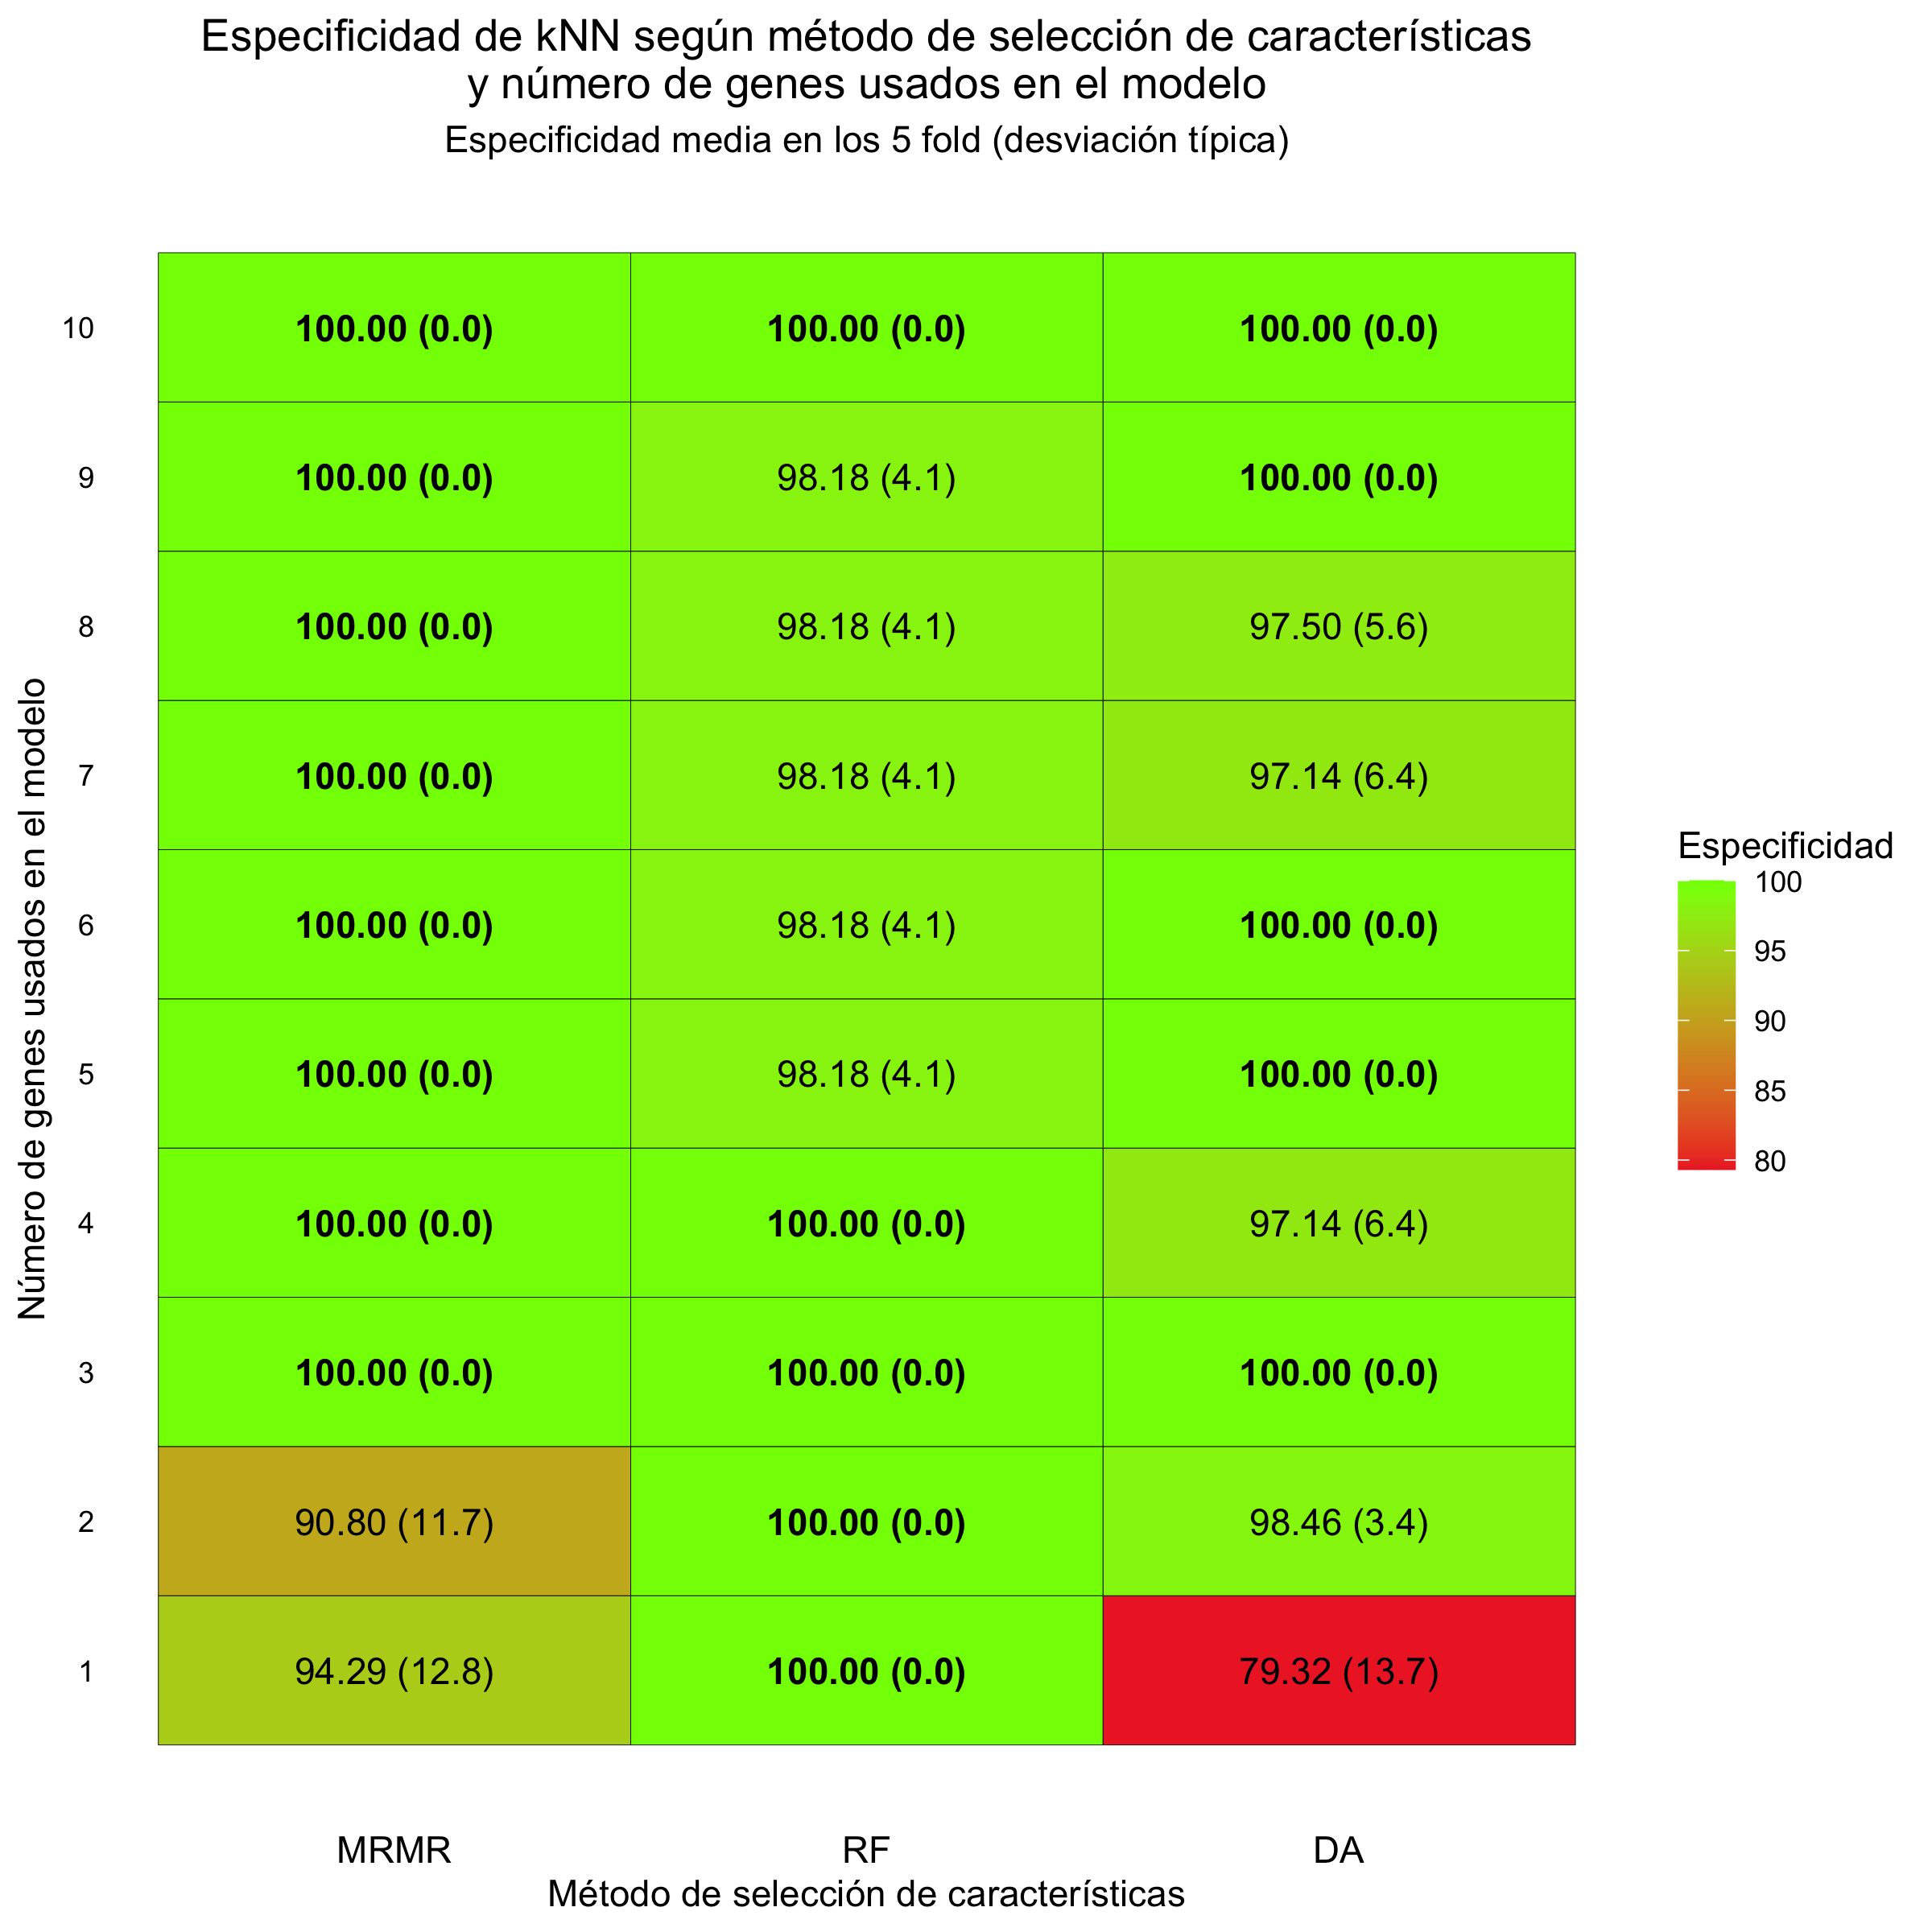 Especificidad de kNN según método de selección de características
y número de genes usados en el modelo
Especificidad media en los 5 fold (desviación típica)
Número de genes usados en el modelo
10 100.00 (0.0) 100.00 (0.0) 100.00 (0.0)
9 100.00 (0.0) 98.18 (4.1) 100.00 (0.0)
8 100.00 (0.0) 98.18 (4.1) 97.50 (5.6)
7 100.00 (0.0) 98.18 (4.1) 97.14 (6.4)
6 100.00 (0.0) 98.18 (4.1) 100.00 (0.0)
5 100.00 (0.0) 98.18 (4.1) 100.00 (0.0)
4 100.00 (0.0) 100.00 (0.0) 97.14 (6.4)
3 100.00 (0.0) 100.00 (0.0) 100.00 (0.0)
2 90.80 (11.7) 100.00 (0.0) 98.46 (3.4)
1 94.29 (12.8) 100.00 (0.0) 79.32 (13.7)
MRMR RF DA
Método de selección de características
Especificidad
100
95
90
85
80